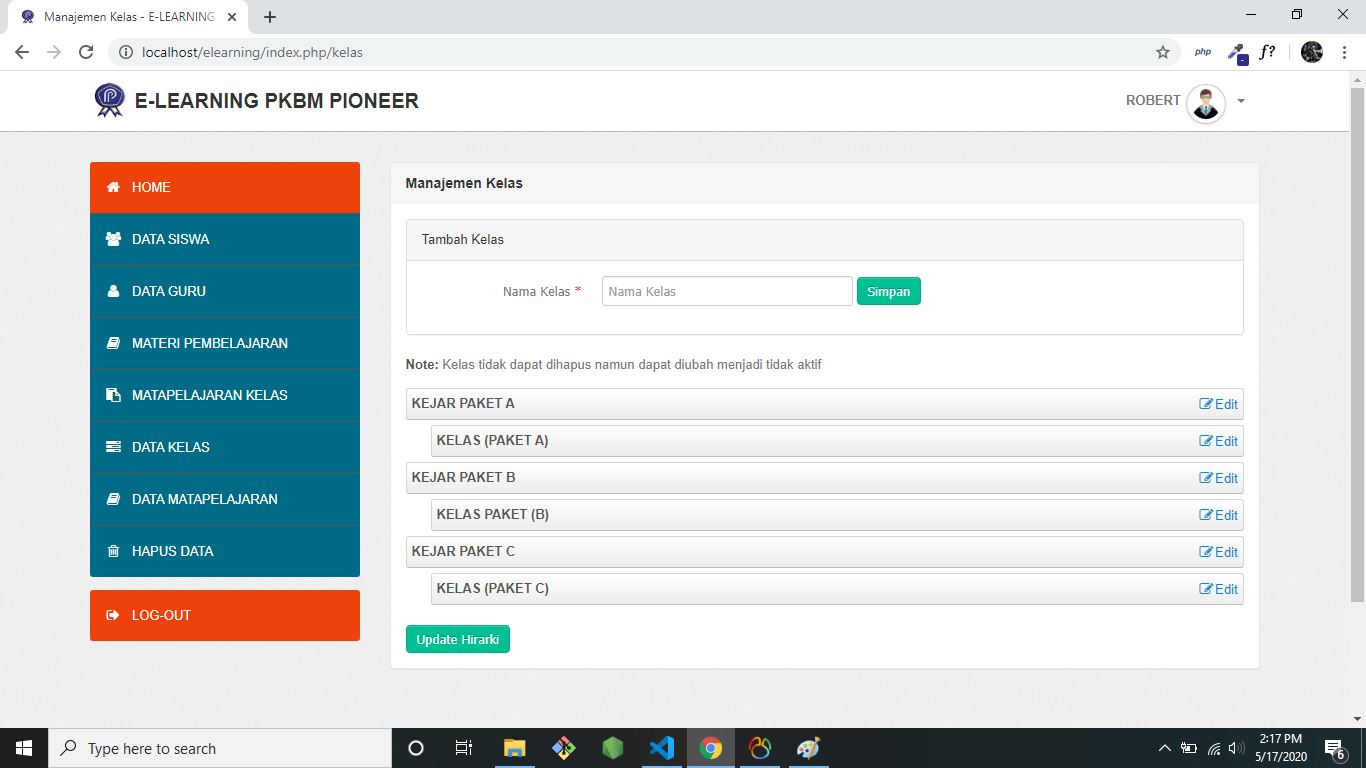 Manajemen Kelas - E-LEARNING
localhost/elearning/index.php/kelas
php
f?
E-LEARNING PKBM PIONEER
ROBERT
HOME
DATA SISWA
DATA GURU
MATERI PEMBELAJARAN
MATAPELAJARAN KELAS
DATA KELAS
DATA MATAPELAJARAN
HAPUS DATA
LOG-OUT
Manajemen Kelas
Tambah Kelas
Nama Kelas * Nama Kelas Simpan
Note: Kelas tidak dapat dihapus namun dapat diubah menjadi tidak aktif
KEJAR PAKET A Edit
KELAS (PAKET A) Edit
KEJAR PAKET B Edit
KELAS PAKET (B) Edit
KEJAR PAKET C Edit
KELAS (PAKET C) Edit
Update Hirarki
Type here to search
2:17 PM
5/17/2020
6